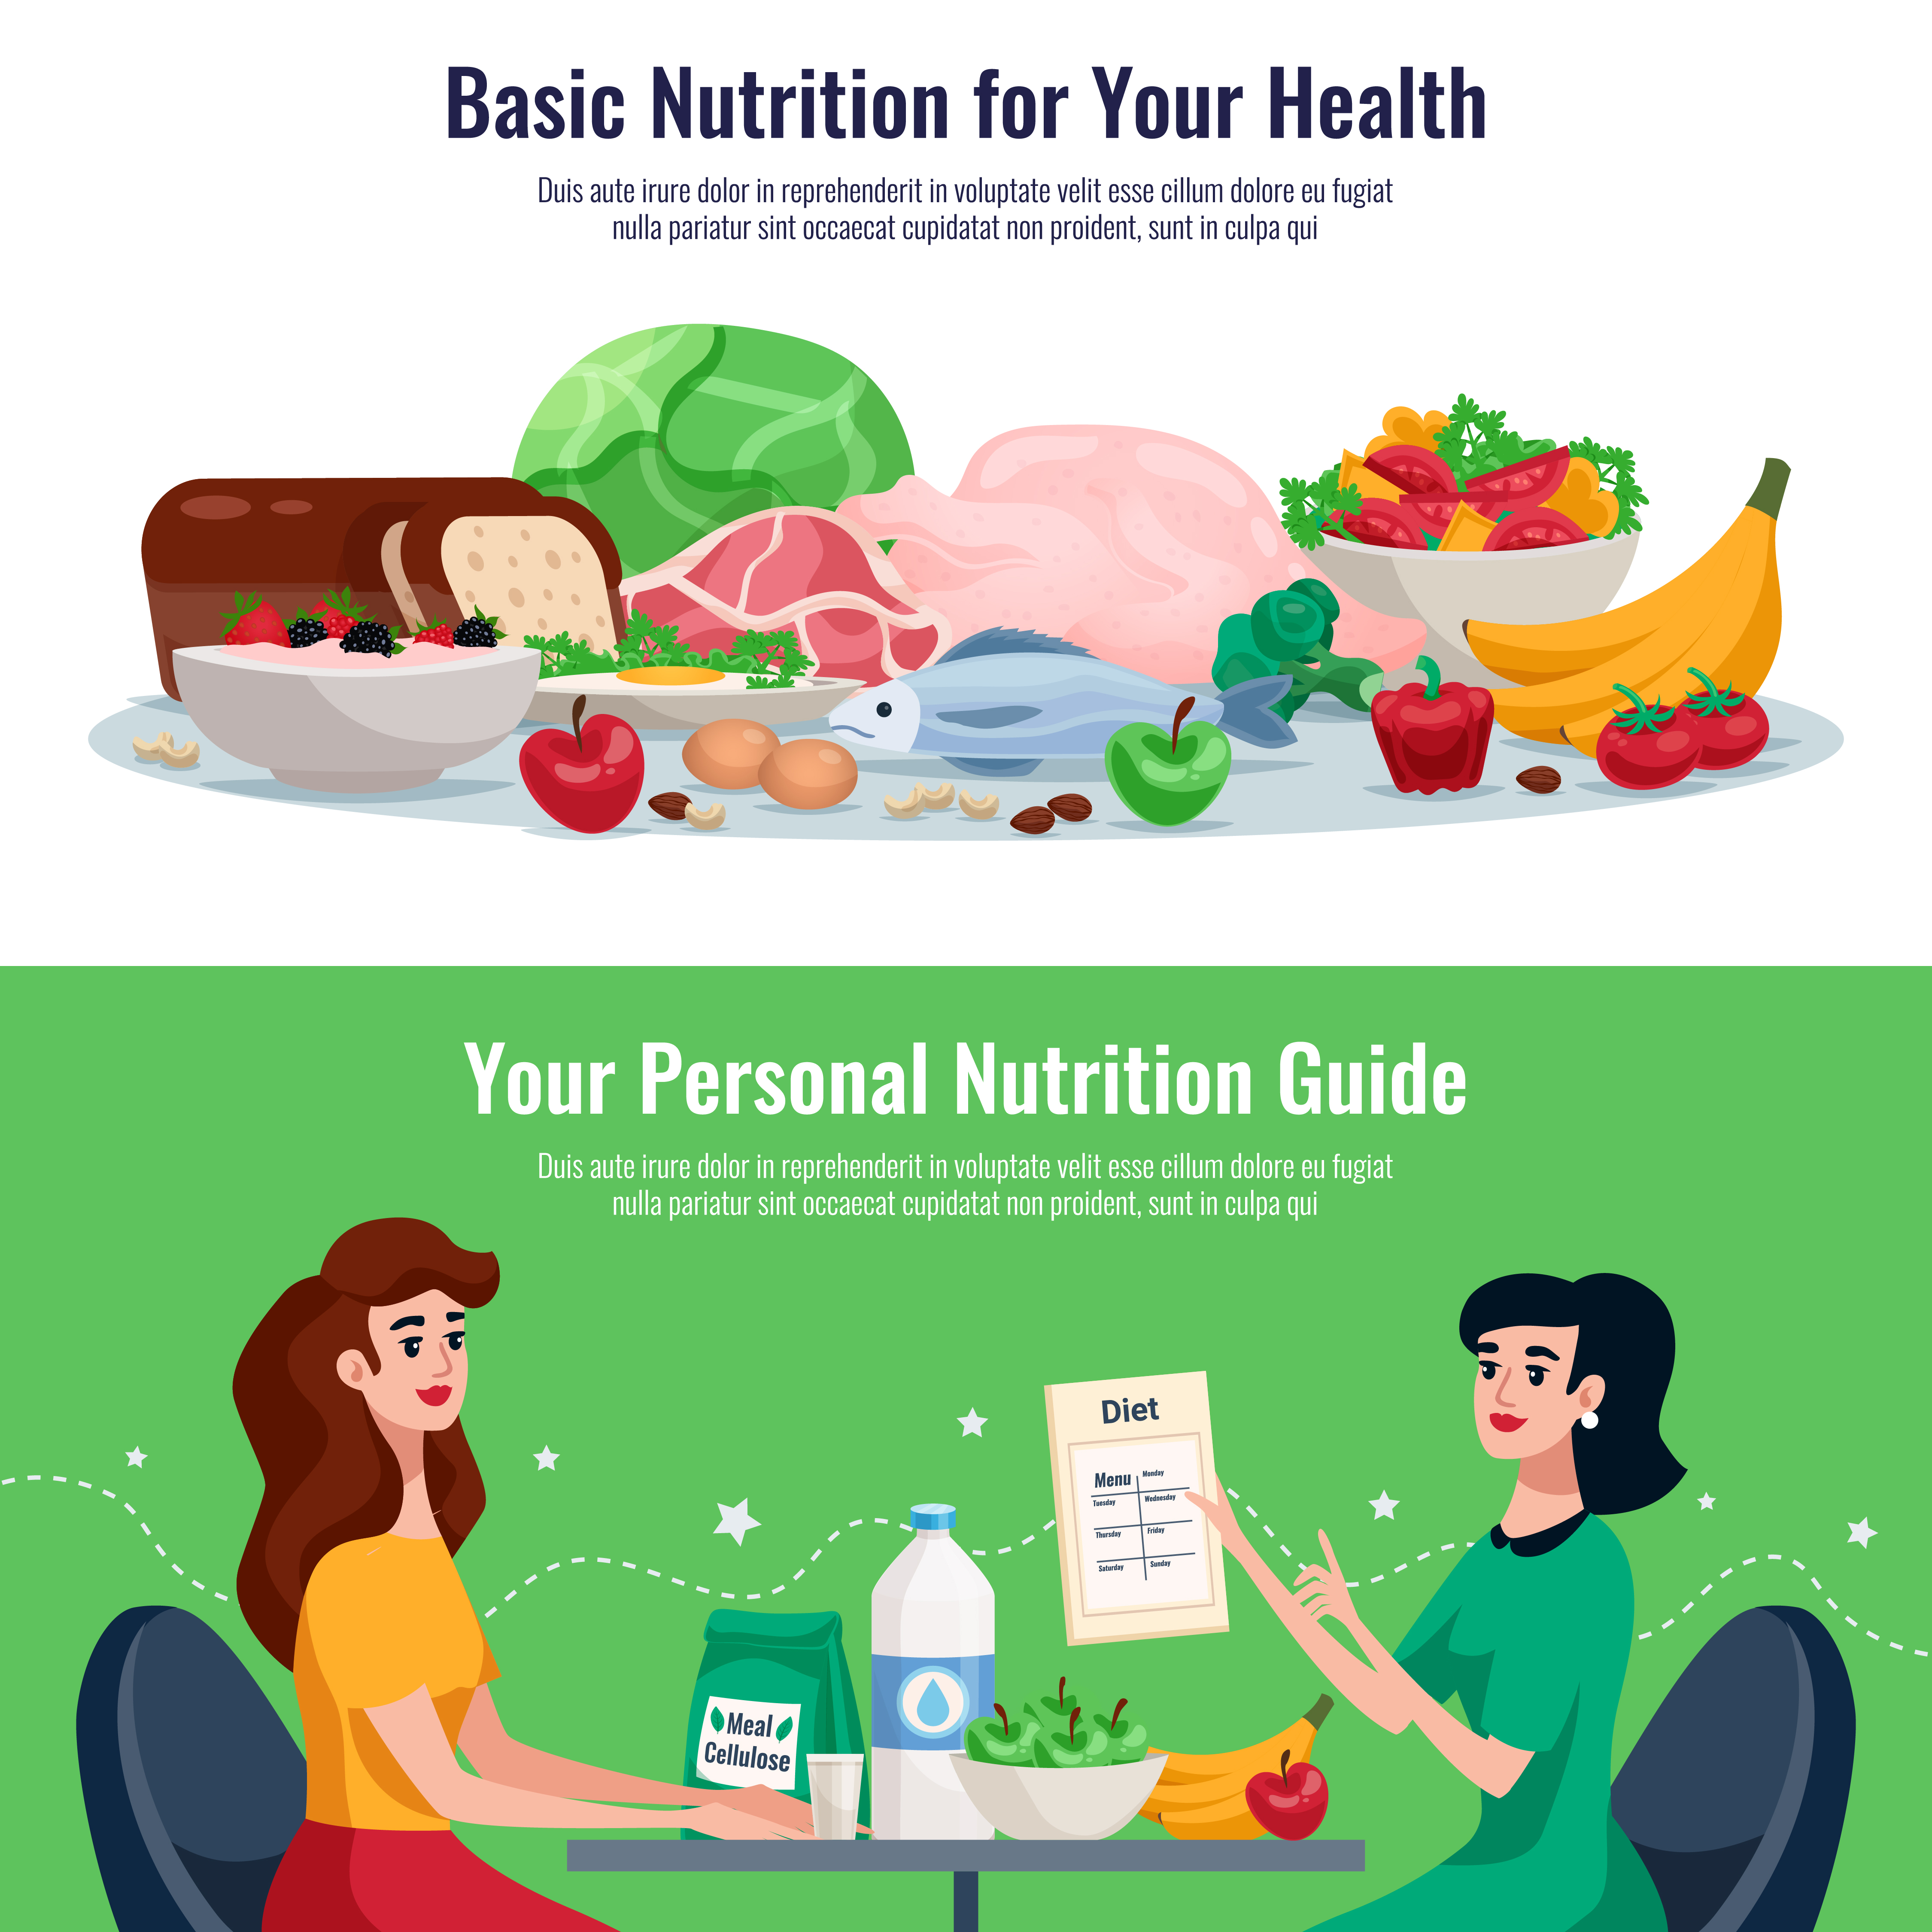 Basic Nutrition for Your Health
Duis aute irure dolor in reprehenderit in voluptate velit esse cillum dolore eu fugiat
nulla pariatur sint occaecat cupidatat non proident, sunt in culpa qui
Your Personal Nutrition Guide
Duis aute irure dolor in reprehenderit in voluptate velit esse cillum dolore eu fugiat
nulla pariatur sint occaecat cupidatat non proident, sunt in culpa qui
Diet
Menu Monday
Tuesday Wednesday
Thursday Friday
Saturday Sunday
Meal
Cellulose